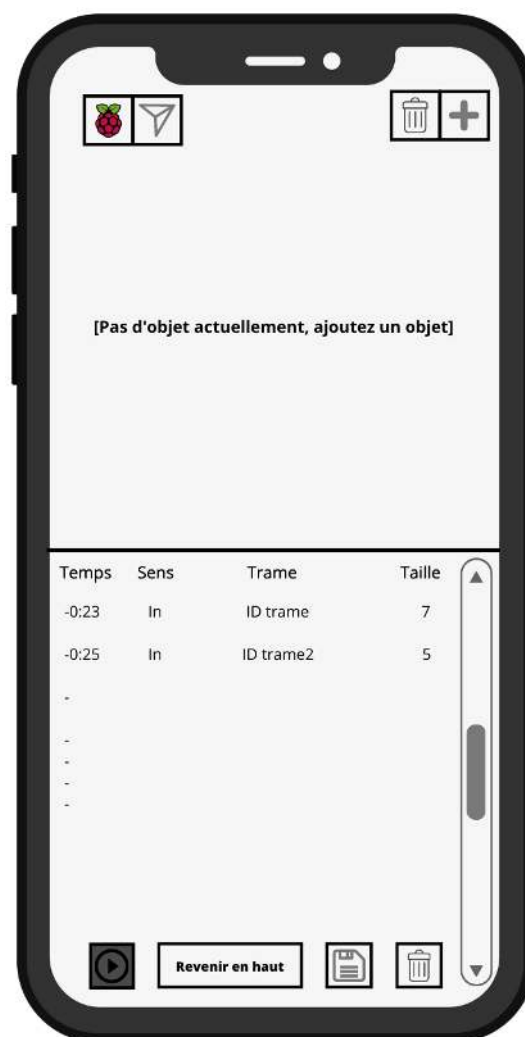 [Pas d'objet actuellement, ajoutez un objet]
Temps Sens Trame Taille
-0:23 In ID trame 7
-0:25 In ID trame2 5
-
-
-
-
-
Revenir en haut